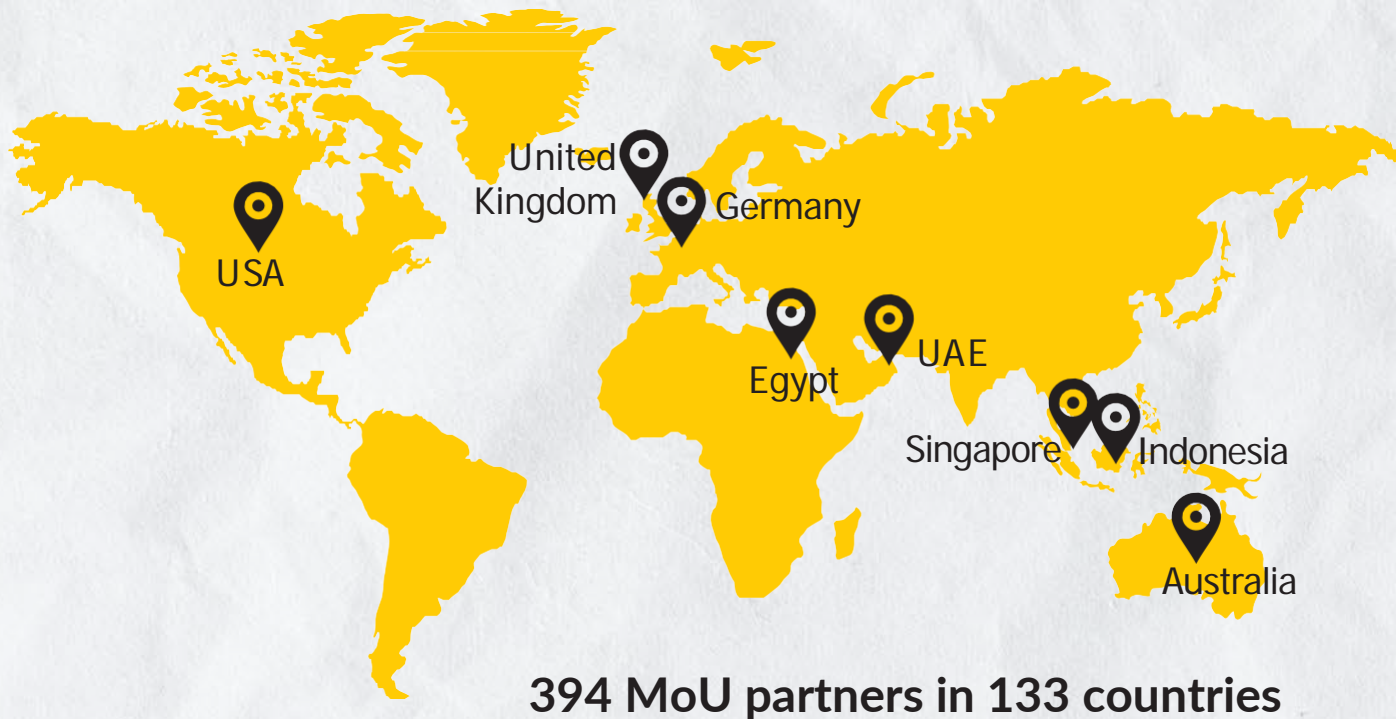 United
Kingdom
Germany
USA
Egypt
UAE
Singapore
Indonesia
Australia
394 MoU partners in 133 countries